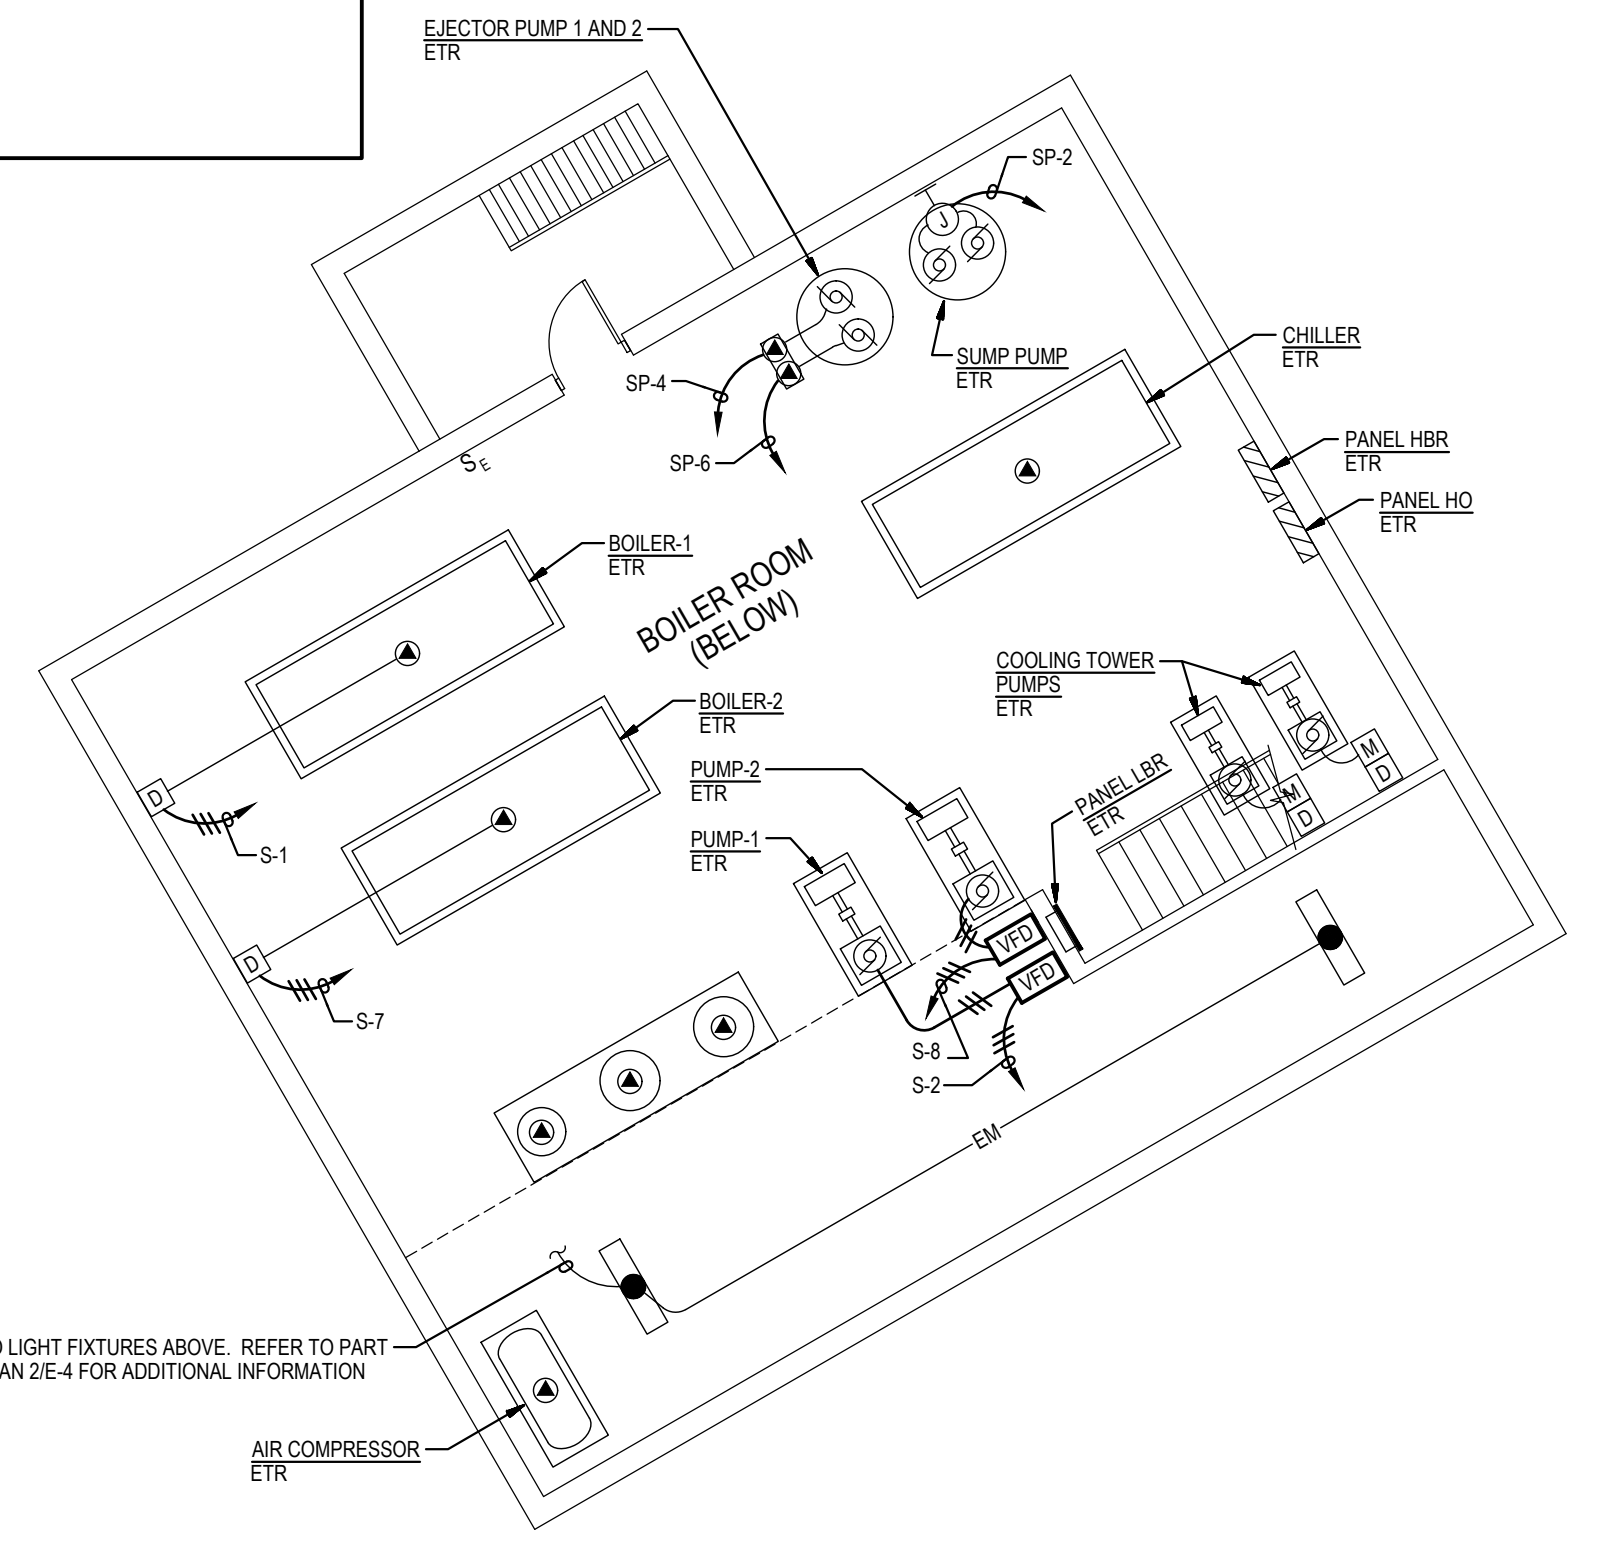 EJECTOR PUMP 1 AND 2
ETR
SP-2
J
SUMP PUMP
ETR
CHILLER
ETR
SP-4
SP-6
PANEL HBR
ETR
PANEL HO
ETR
SE
BOILER-1
ETR
BOILER ROOM
(BELOW)
COOLING TOWER
PUMPS
ETR
BOILER-2
ETR
PUMP-2
ETR
PANEL LBR
ETR
M
D
M
D
D
S-1
PUMP-1
ETR
VFD
VFD
D
S-7
S-8
S-2
EM
LIGHT FIXTURES ABOVE. REFER TO PART
2/E-4 FOR ADDITIONAL INFORMATION
AIR COMPRESSOR
ETR